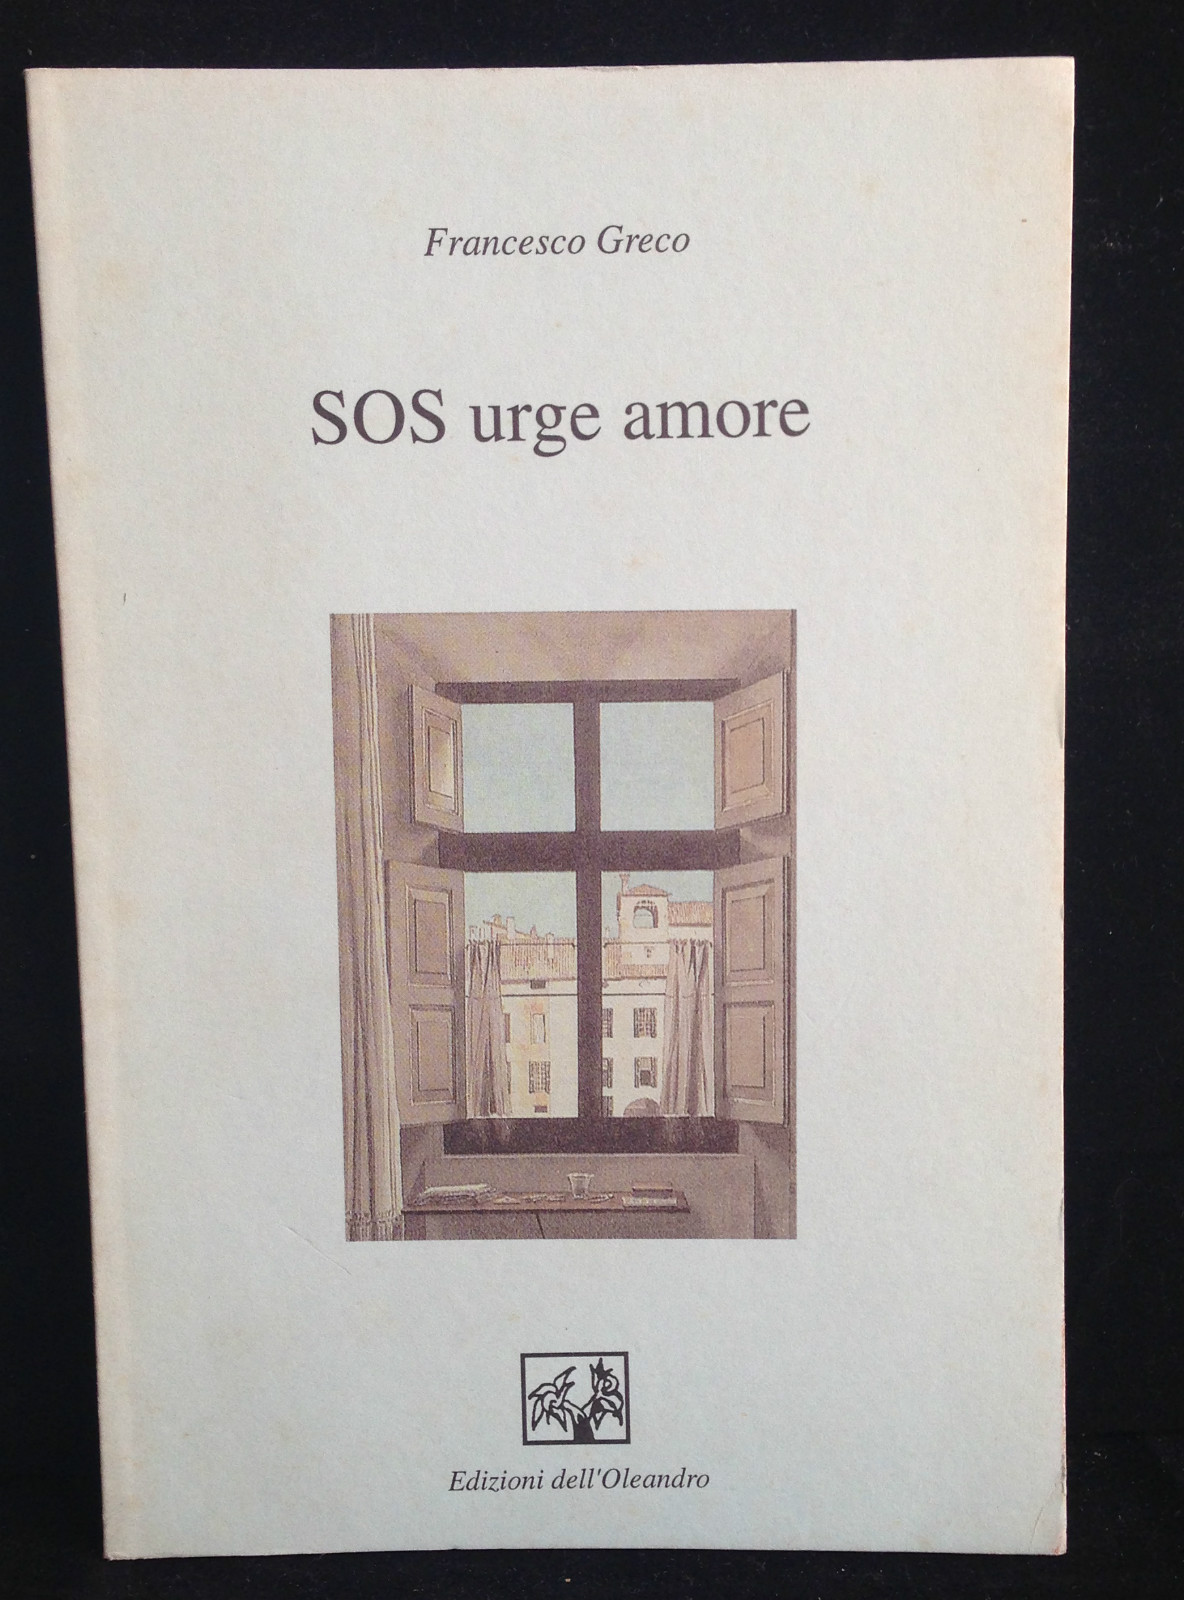 Francesco Greco
SOS urge amore
Edizioni dell'Oleandro